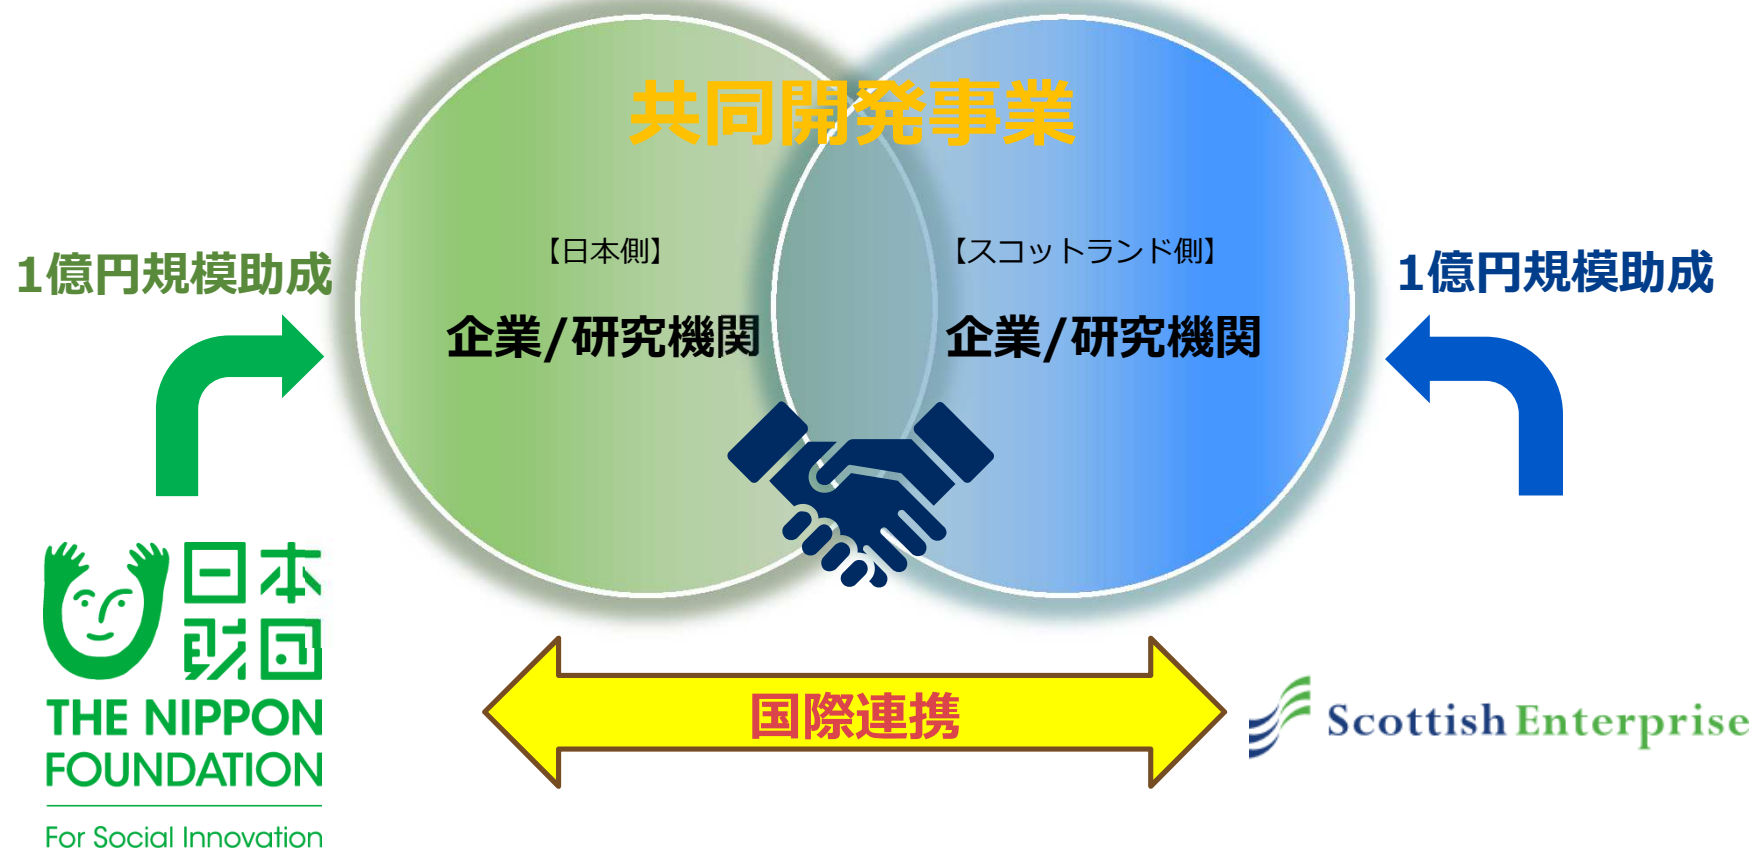 共同開発事業
【日本側】
【スコットランド側】
1億円規模助成
1億円規模助成
企業/研究機関
企業/研究機関
日本
財団
THE NIPPON
FOUNDATION
For Social Innovation
国際連携
Scottish Enterprise